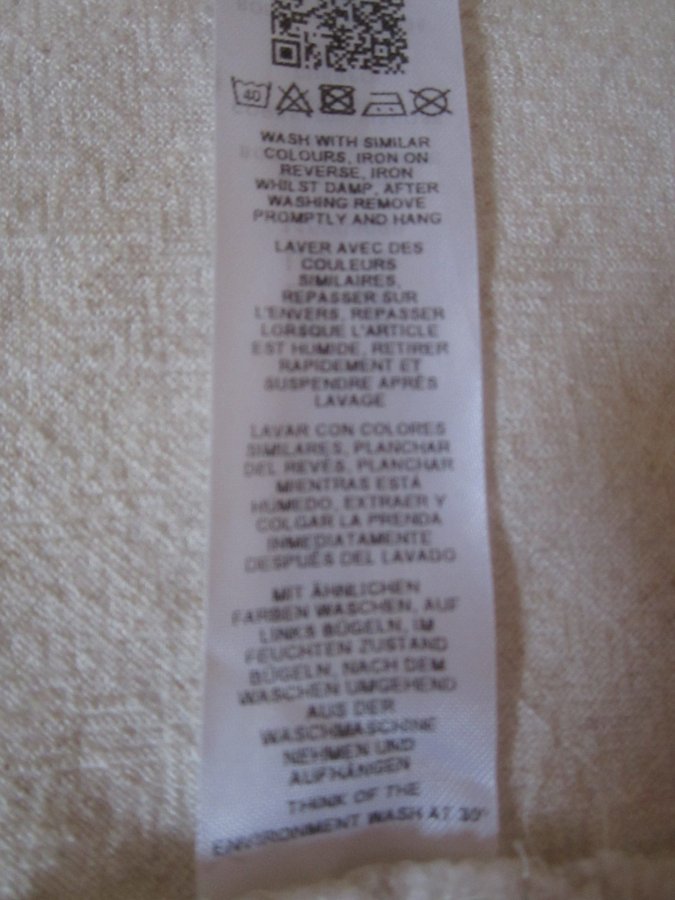 40
WASH WITH SIMILAR
COLOURS, IRON ON
REVERSE, IRON
WHILST DAMP, AFTER
WASHING REMOVE
PROMPTLY AND HANG
LAVER AVEC DES
COULEURS
SIMILAIRES,
REPASSER SUR
L'ENVERS, REPASSER
LORSQUE L'ARTICLE
EST HUMIDE, RETIRER
RAPIDEMENT ET
SUSPENDRE APRÈS
LAVAGE
LAVAR CON COLORES
SIMILARES, PLANCHAR
DEL REVÉS, PLANCHAR
MIENTRAS ESTÁ
HÚMEDO, EXTRAER Y
COLGAR LA PRENDA
INMEDIATAMENTE
DESPUÉS DEL LAVADO
MIT ÄHNLICHEN
FARBEN WASCHEN, AUF
LINKS BÜGELN, IM
FEUCHTEN ZUSTAND
BÜGELN, NACH DEM
WASCHEN UMGEHEND
AUS DER
WASCHMASCHINE
NEHMEN UND
AUFHÄNGEN
THINK OF THE
ENVIRONMENT WASH AT 30°